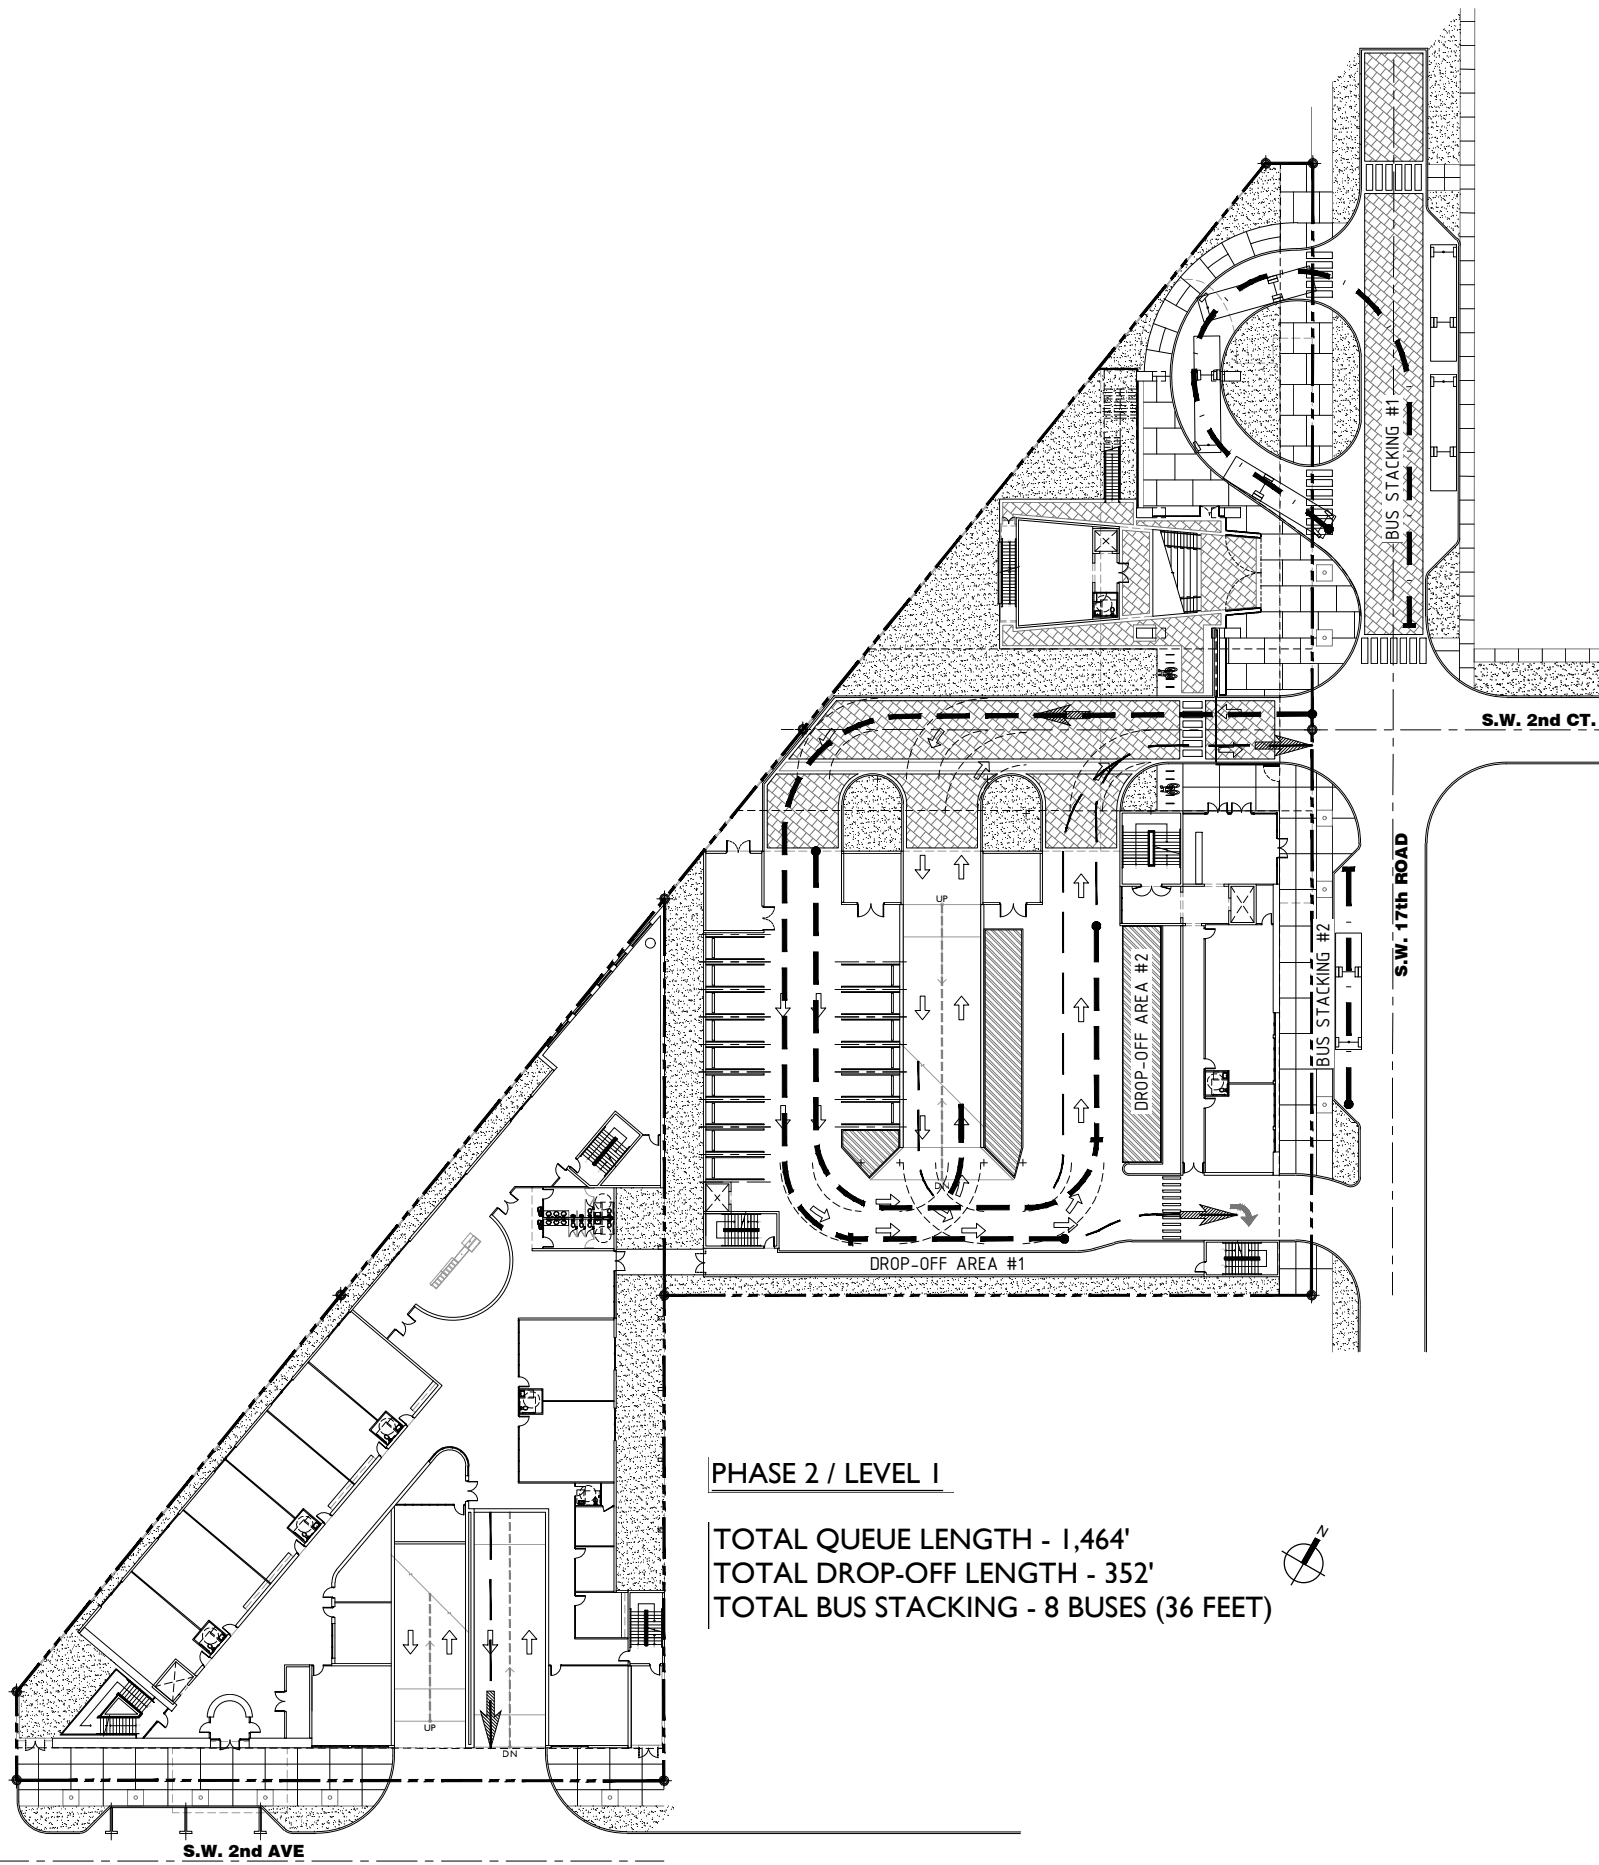 N
BUS STACKING #1
S.W. 2nd CT.
S.W. 17th ROAD
UP
BUS STACKING #2
DROP-OFF AREA #2
DN
DROP-OFF AREA #1
PHASE 2 / LEVEL 1
TOTAL QUEUE LENGTH - 1,464'
TOTAL DROP-OFF LENGTH - 352'
TOTAL BUS STACKING - 8 BUSES (36 FEET)
UP
DN
S.W. 2nd AVE